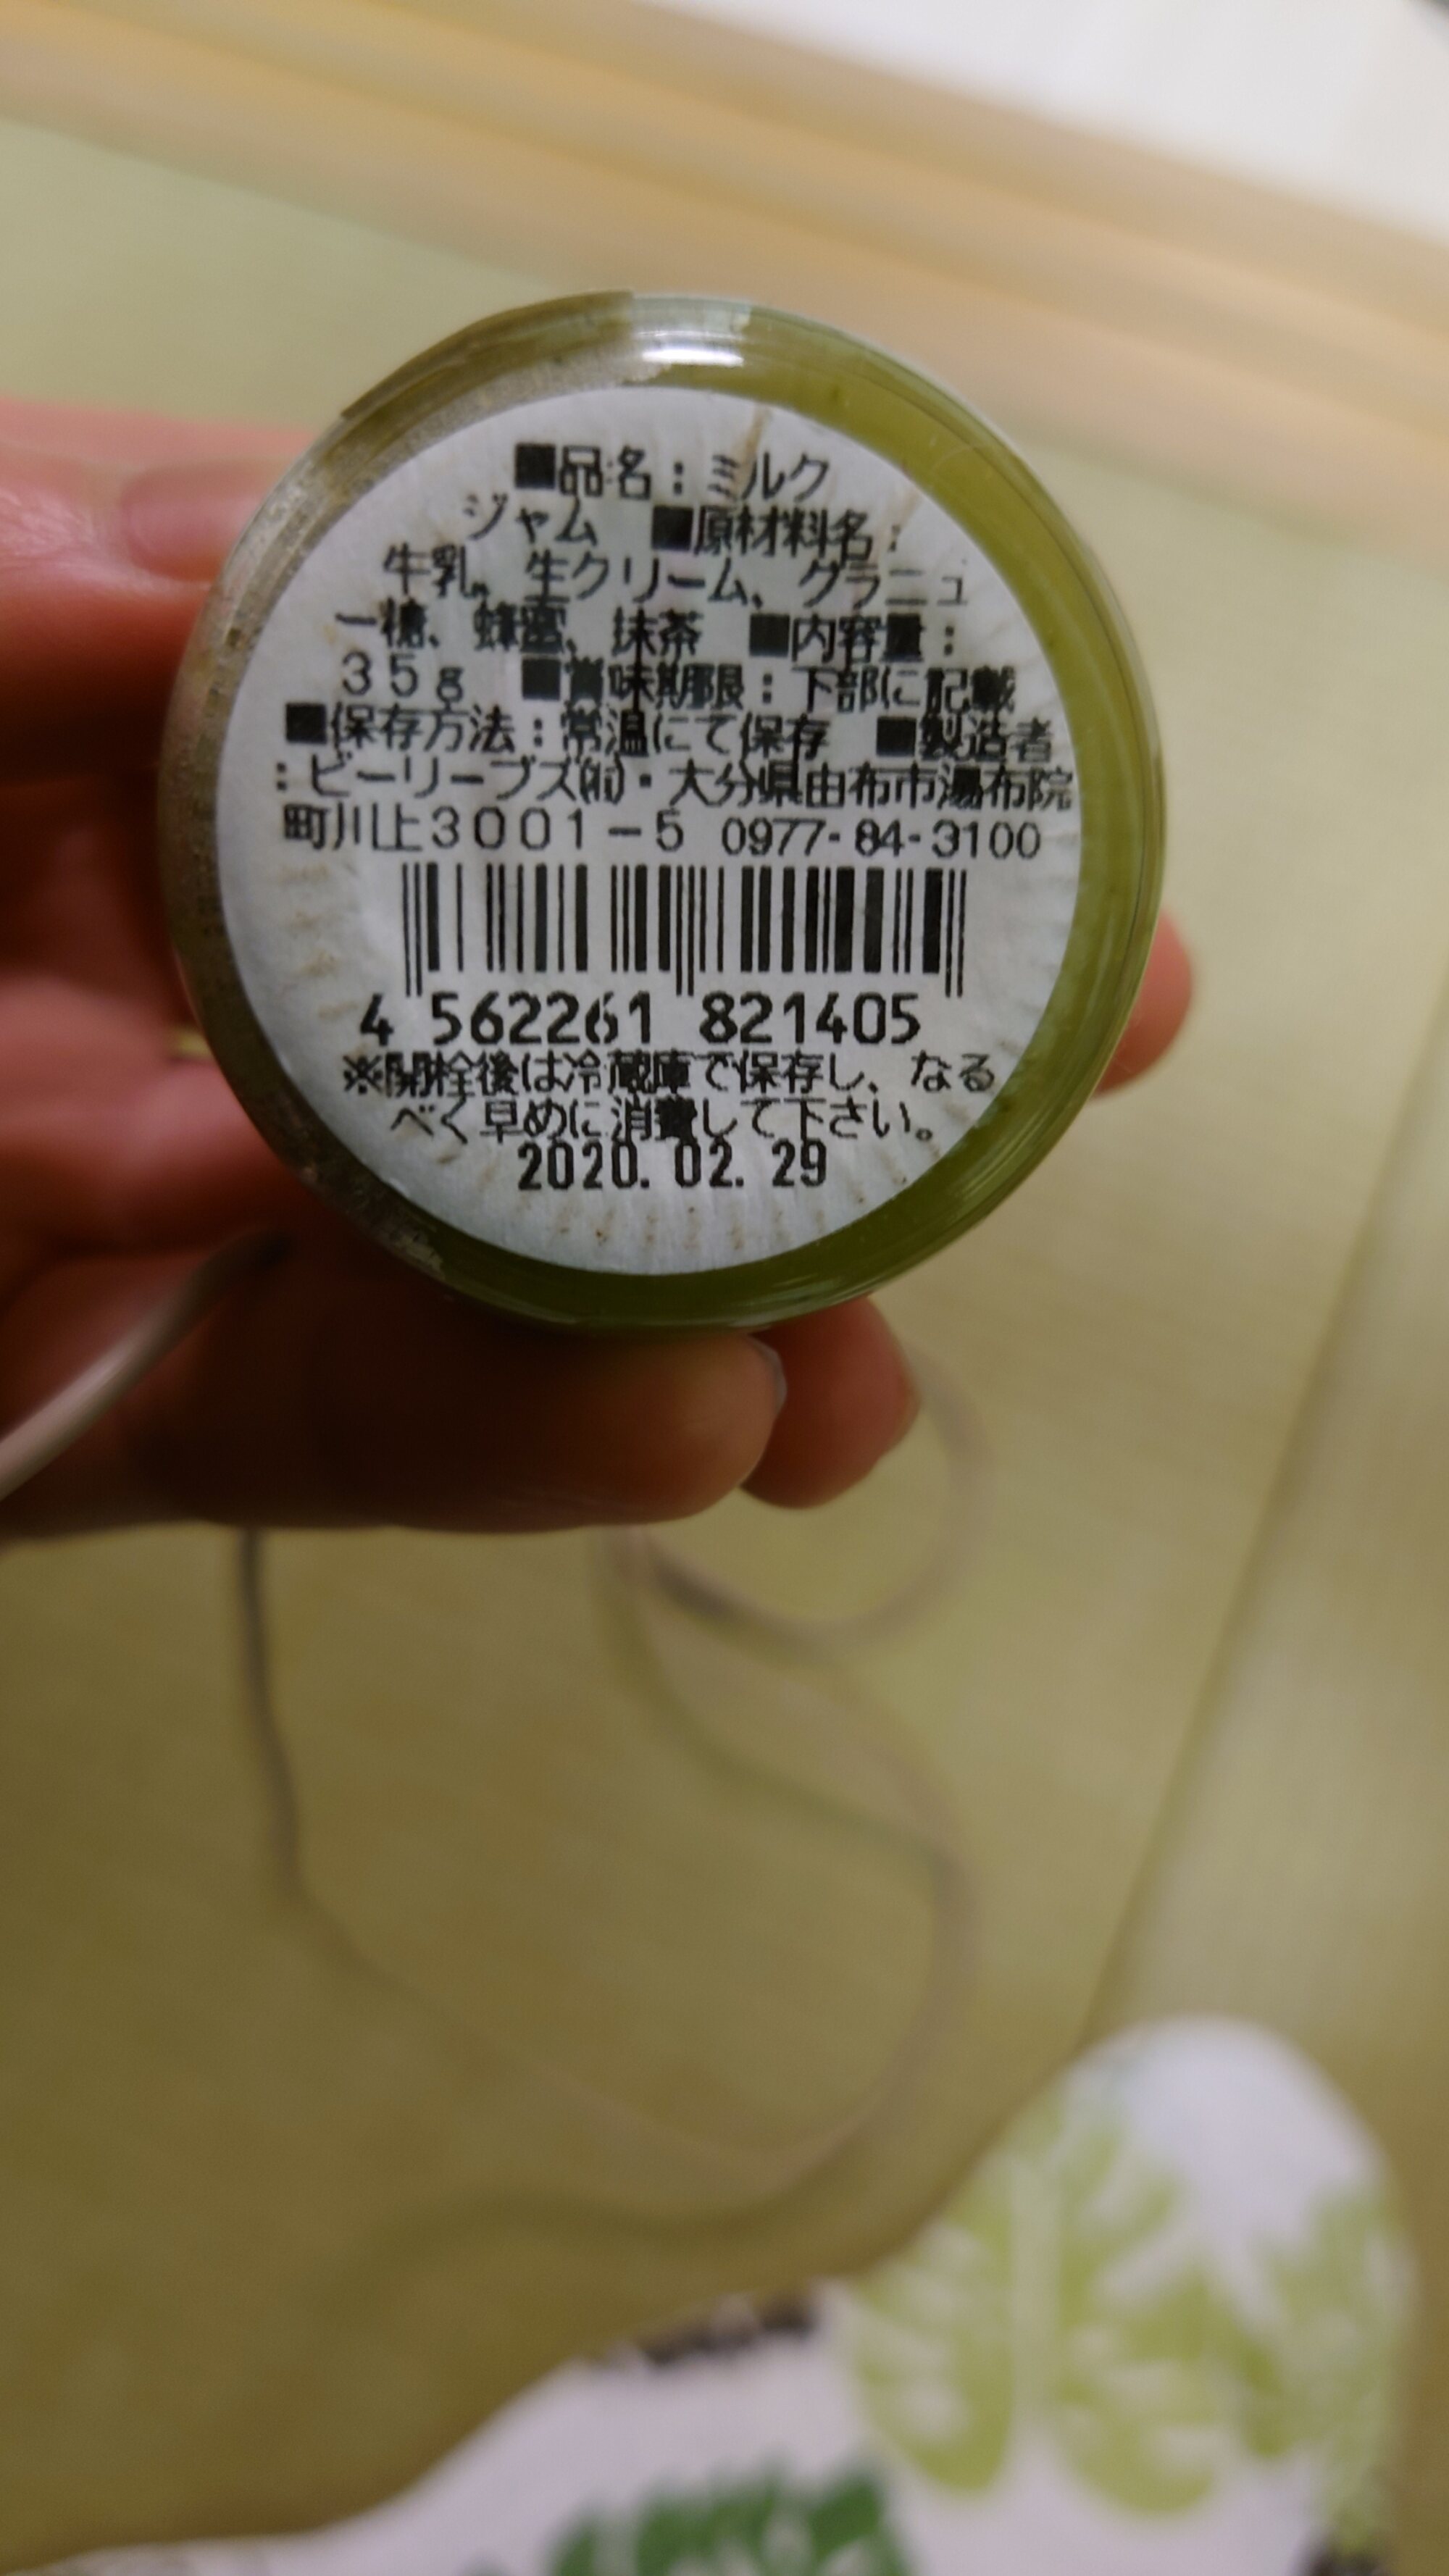 ■品名:ミルク
ジャム ■原材料名:
牛乳、生クリーム、グラニュ
ー糖、蜂蜜、抹茶 ■内容量:
35g ■賞味期限:下部に記載
■保存方法:常温にて保存 ■製造者
:ビーリーブズ㈲・大分県由布市湯布院
町川上3001-5 0977-84-3100
4 562261 821405
※開栓後は冷蔵庫で保存し、なる
べく早めに消費して下さい。
2020.02.29